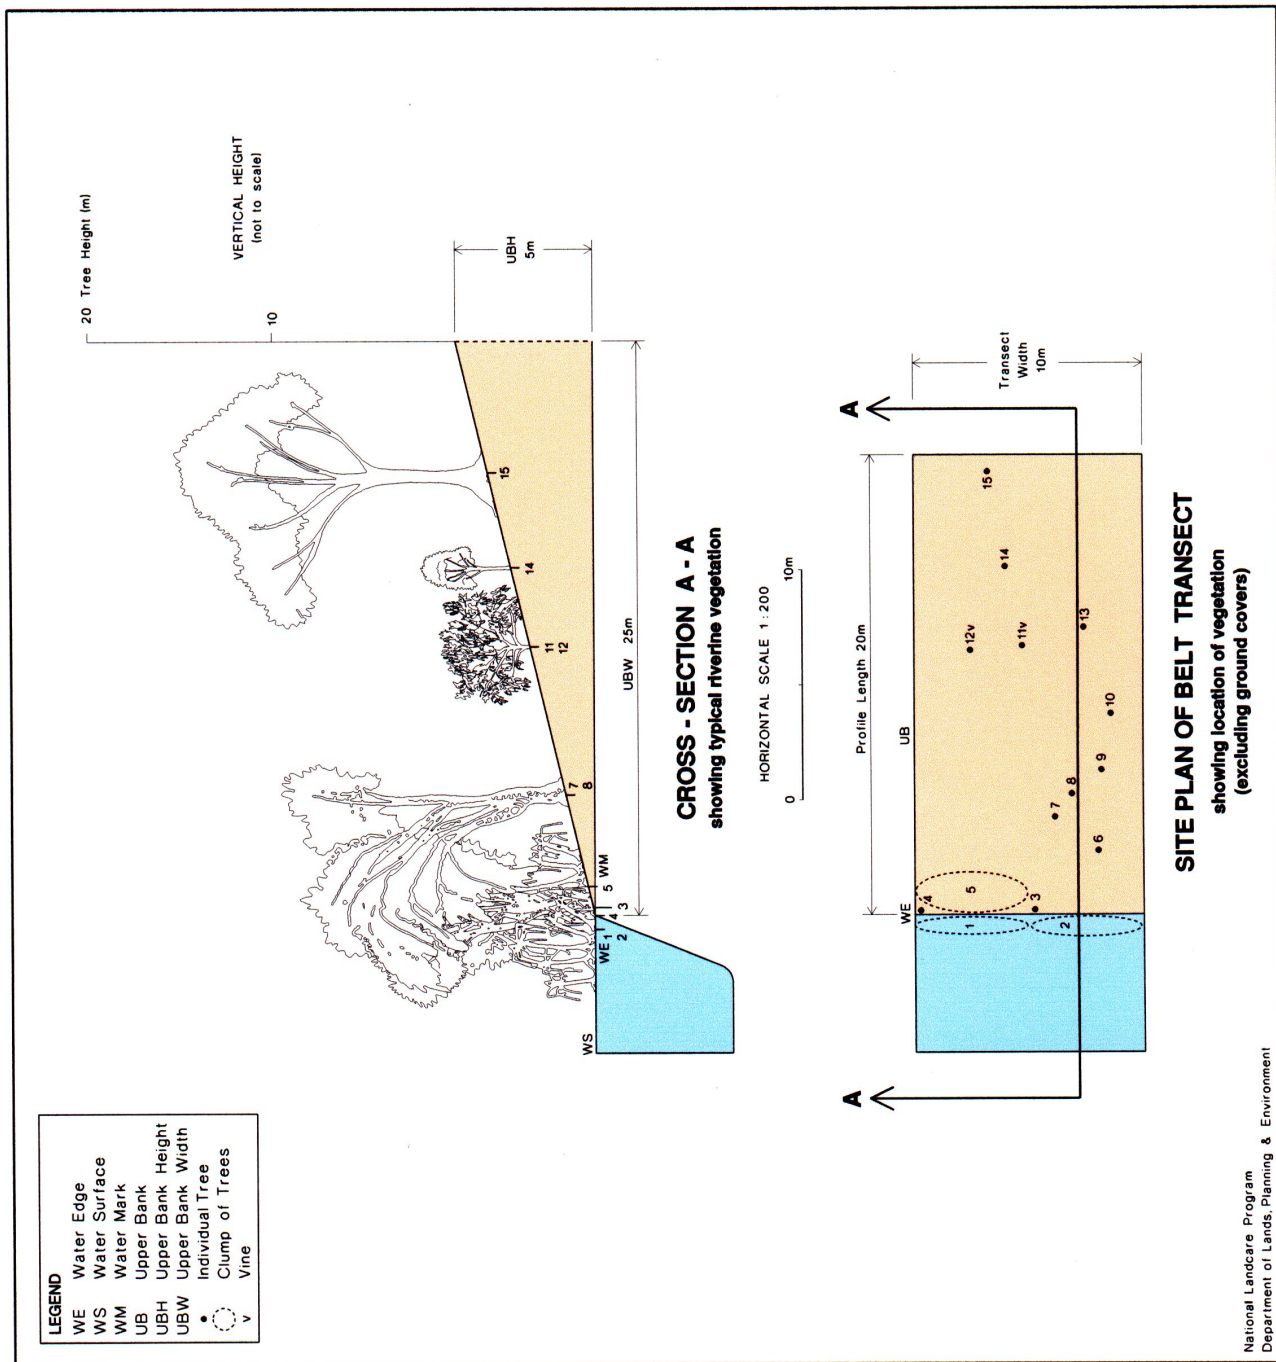 LEGEND
WE Water Edge
WS Water Surface
WM Water Mark
UB Upper Bank
UBH Upper Bank Height
UBW Upper Bank Width
• Individual Tree
Clump of Trees
v Vine
20 Tree Height (m)
10
VERTICAL HEIGHT
(not to scale)
UBH
5m
WS
WE
1
2
4
3
5
WM
7
8
11
12
14
15
UBW 25m
CROSS - SECTION A - A
showing typical riverine vegetation
HORIZONTAL SCALE 1:200
0
10m
A
A
Profile Length 20m
WE
UB
Transect
Width
10m
4
1
5
3
2
6
7
8
9
10
12v
11v
13
14
15
SITE PLAN OF BELT TRANSECT
showing location of vegetation
(excluding ground covers)
National Landcare Program
Department of Lands, Planning & Environment